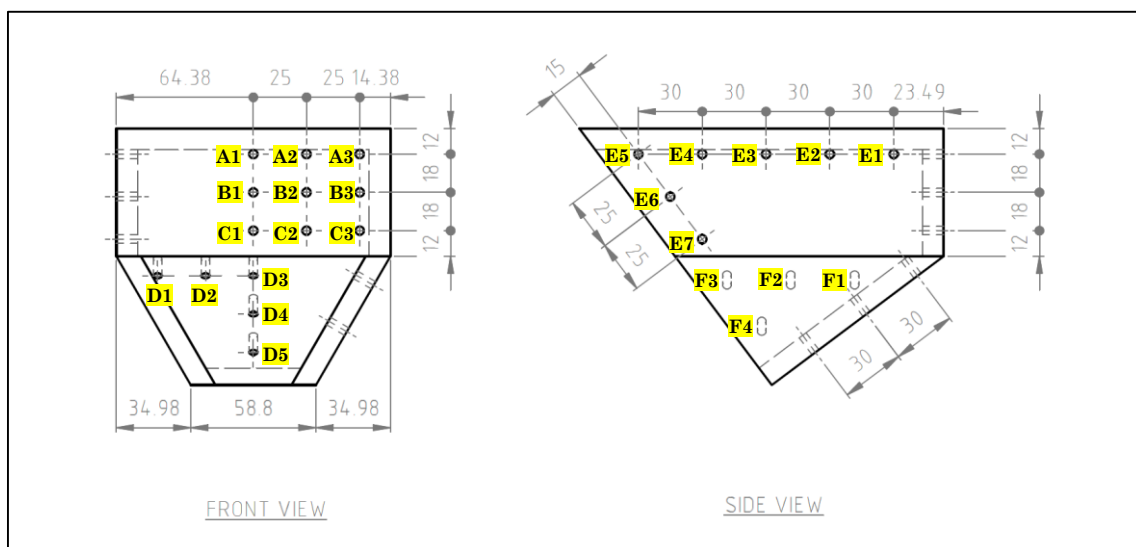 64.38 25 25 14.38
12
18
18
12
A1 A2 A3
B1 B2 B3
C1 C2 C3
D1 D2 D3
D4
D5
34.98 58.8 34.98
FRONT VIEW
15
30 30 30 30 23.49
12
18
18
12
E5 E4 E3 E2 E1
E6
E7
25
25
F3 F2 F1
F4
30
30
SIDE VIEW